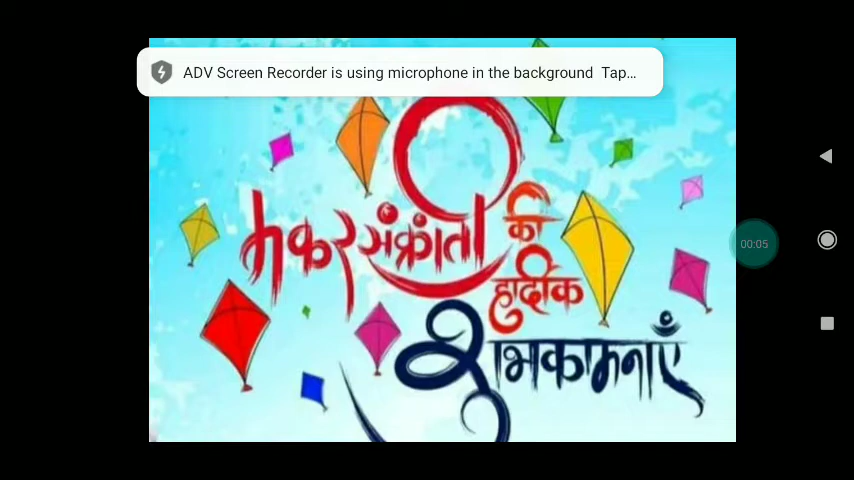 ADV Screen Recorder is using microphone in the background Tap...
मकर संक्रांती की
हार्दीक
शुभकामनाएँ
00:05